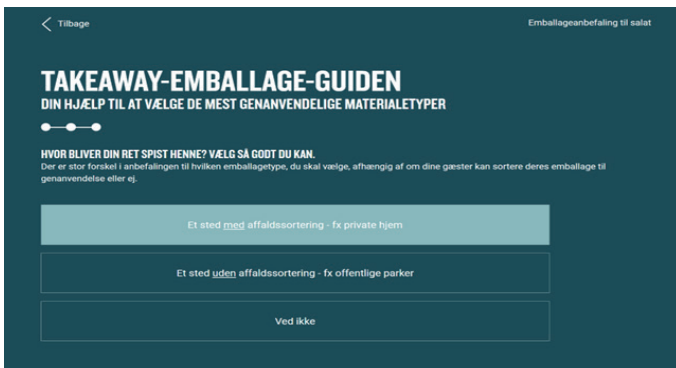 Tilbage
Emballageanbefaling til salat
TAKEAWAY-EMBALLAGE-GUIDEN
DIN HJÆLP TIL AT VÆLGE DE MEST GENANVENDELIGE MATERIALETYPER
HVOR BLIVER DIN RET SPIST HENNE? VÆLG SÅ GODT DU KAN.
Der er stor forskel i anbefalingen til hvilken emballagetype, du skal vælge, afhængig af om dine gæster kan sortere deres emballage til
genanvendelse eller ej.
Et sted med affaldssortering - fx private hjem
Et sted uden affaldssortering - fx offentlige parker
Ved ikke